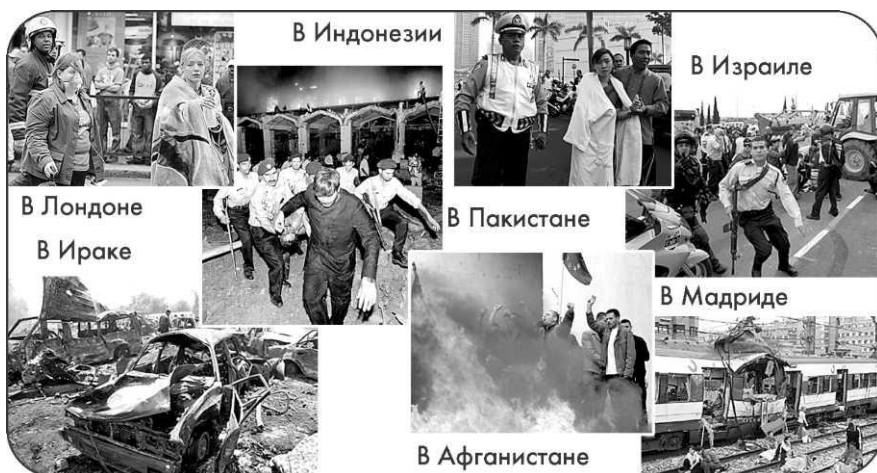 В Индонезии
В Израиле
В Лондоне
В Пакистане
В Ираке
В Мадриде
В Афганистане